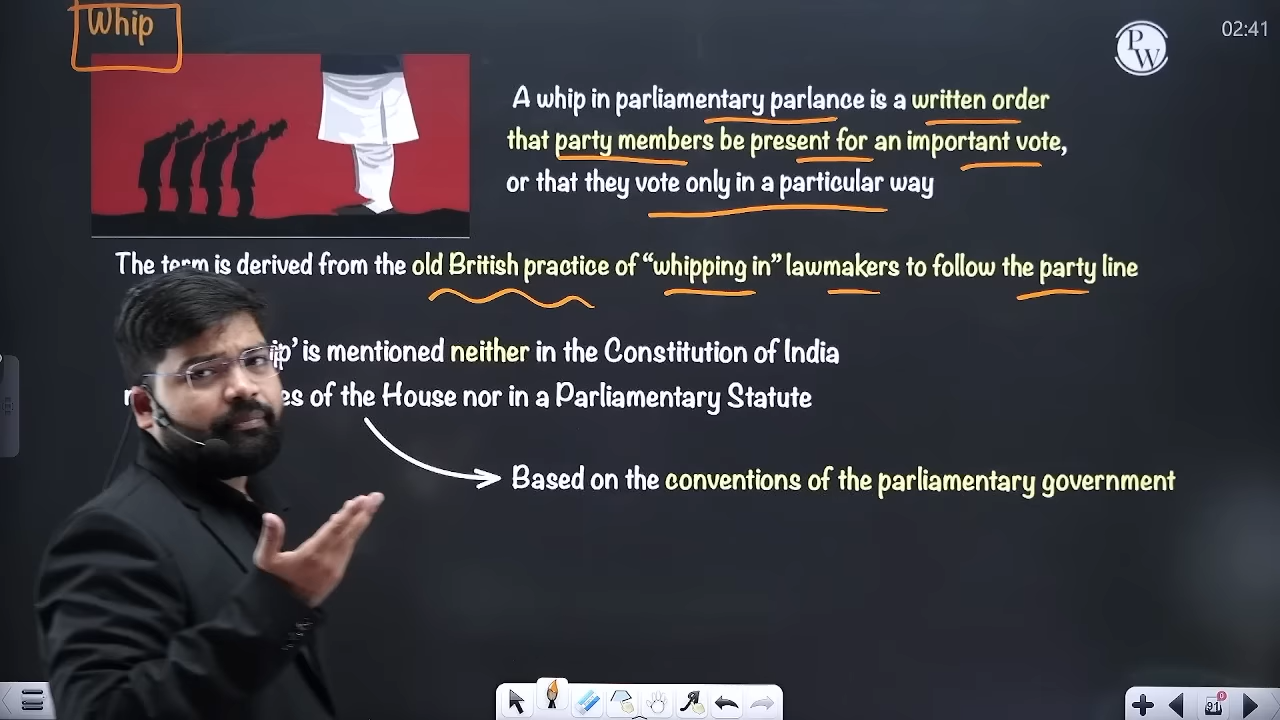 Whip
PW
02:41
A whip in parliamentary parlance is a written order
that party members be present for an important vote,
or that they vote only in a particular way
The term is derived from the old British practice of “whipping in” lawmakers to follow the party line
is mentioned neither in the Constitution of India
of the House nor in a Parliamentary Statute
Based on the conventions of the parliamentary government
91
0